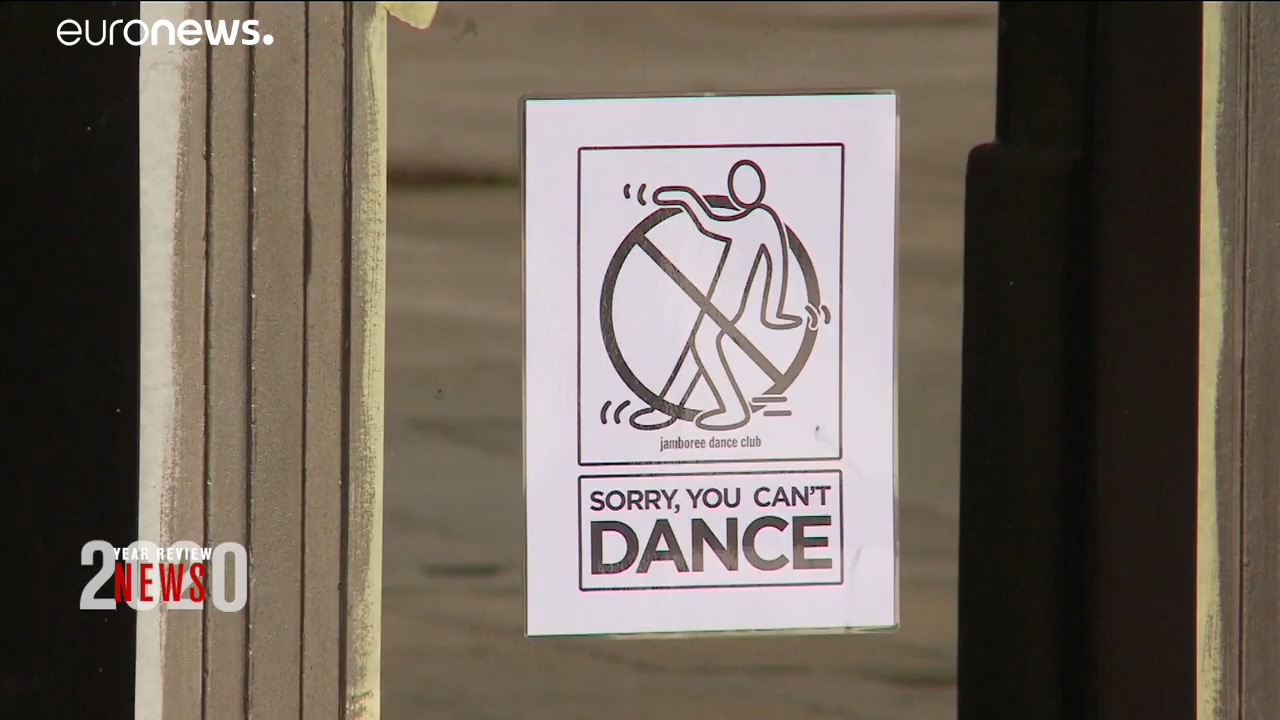 euronews.
jamboree dance club
SORRY, YOU CAN'T
DANCE
2020
YEAR REVIEW
NEWS